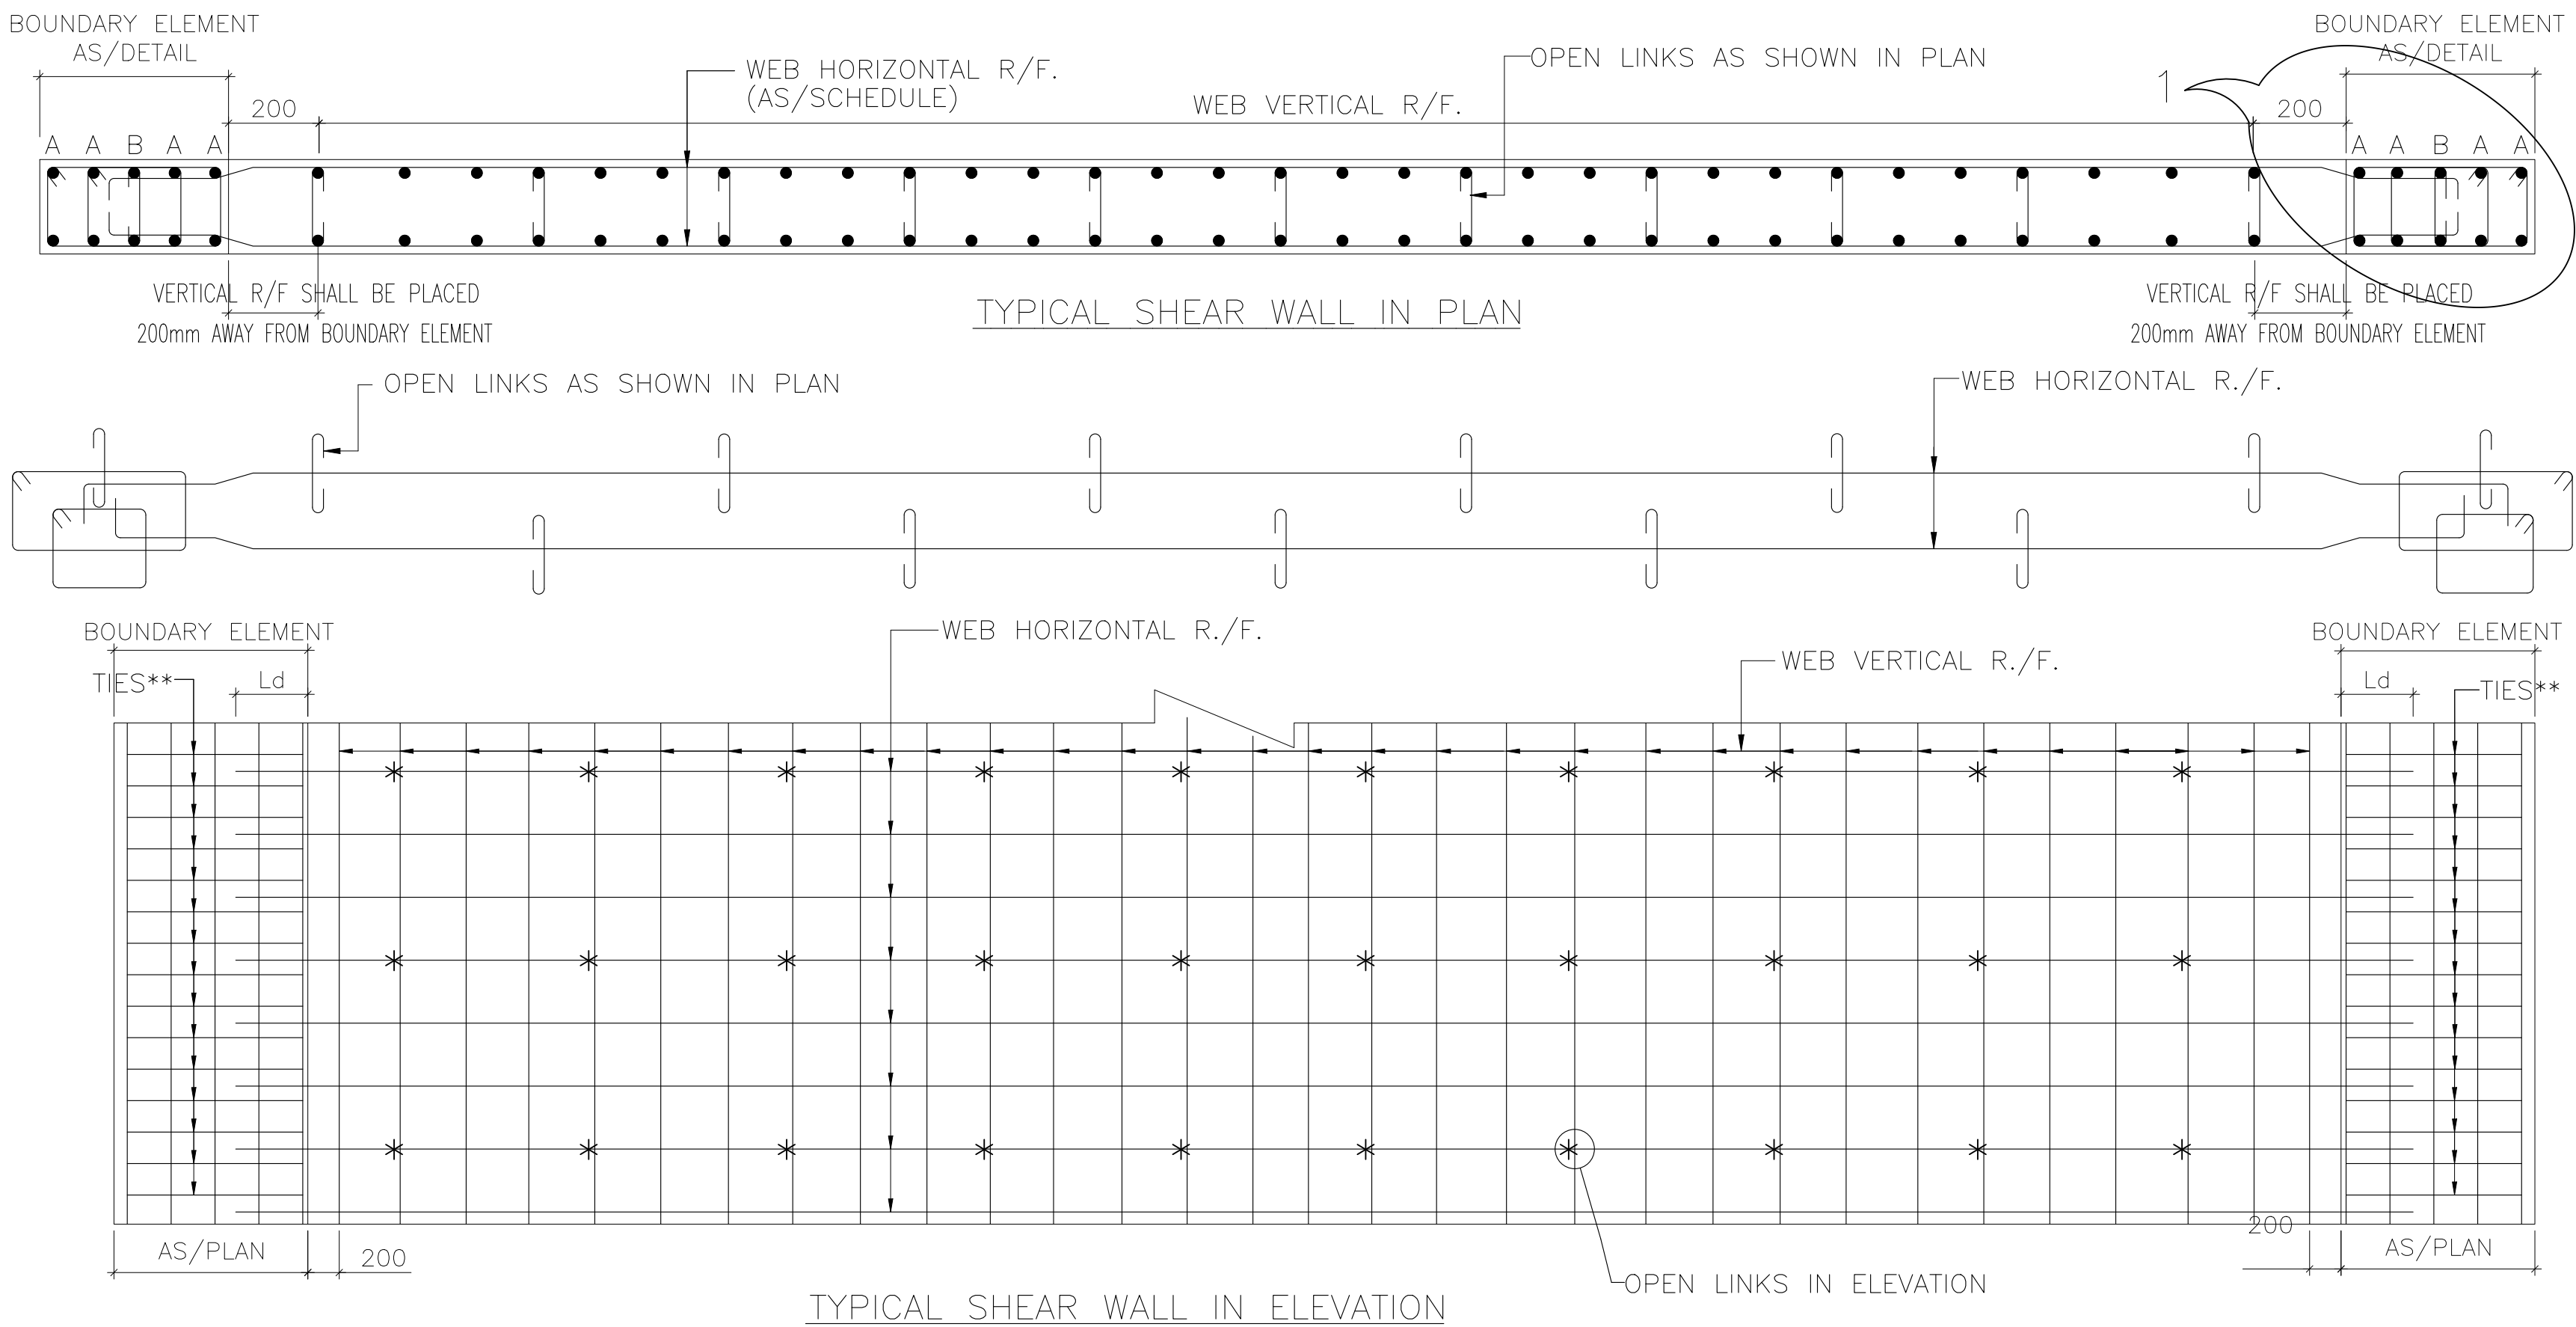 BOUNDARY ELEMENT
AS/DETAIL
BOUNDARY ELEMENT
AS/DETAIL
WEB HORIZONTAL R/F.
(AS/SCHEDULE)
OPEN LINKS AS SHOWN IN PLAN
1
200
WEB VERTICAL R/F.
200
A A B A A
A A B A A
VERTICAL R/F SHALL BE PLACED
200mm AWAY FROM BOUNDARY ELEMENT
TYPICAL SHEAR WALL IN PLAN
VERTICAL R/F SHALL BE PLACED
200mm AWAY FROM BOUNDARY ELEMENT
OPEN LINKS AS SHOWN IN PLAN
WEB HORIZONTAL R./F.
BOUNDARY ELEMENT
WEB HORIZONTAL R./F.
BOUNDARY ELEMENT
WEB VERTICAL R./F.
TIES**
Ld
Ld
TIES**
AS/PLAN
200
200
AS/PLAN
OPEN LINKS IN ELEVATION
TYPICAL SHEAR WALL IN ELEVATION